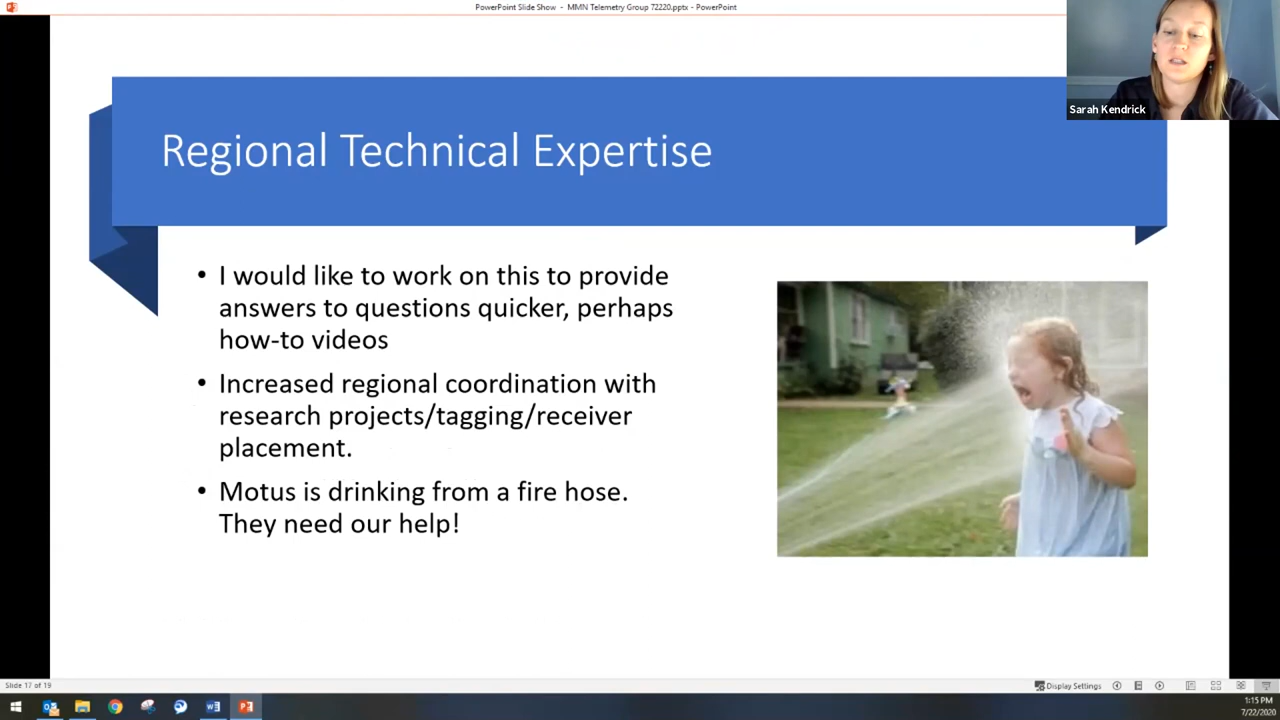 PowerPoint Slide Show - MMN Telemetry Group 72220.pptx - PowerPoint
Sarah Kendrick
Regional Technical Expertise
• I would like to work on this to provide
answers to questions quicker, perhaps
how-to videos
• Increased regional coordination with
research projects/tagging/receiver
placement.
• Motus is drinking from a fire hose.
They need our help!
Slide 17 of 19
Display Settings
1:15 PM
7/22/2020